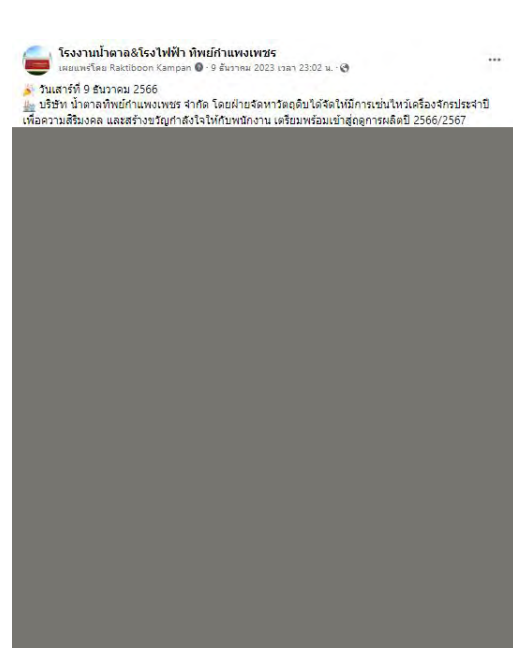 โรงงานน้ำตาล&โรงไฟฟ้า ทิพย์กำแพงเพชร
เผยแพร่โดย Raktiboon Kampan · 9 ธันวาคม 2023 เวลา 23:02 น. ·
วันเสาร์ที่ 9 ธันวาคม 2566
บริษัท น้ำตาลทิพย์กำแพงเพชร จำกัด โดยฝ่ายจัดหาวัตถุดิบได้จัดให้มีการเซ่นไหว้เครื่องจักรประจำปี
เพื่อความสิริมงคล และสร้างขวัญกำลังใจให้กับพนักงาน เตรียมพร้อมเข้าสู่ฤดูการผลิตปี 2566/2567